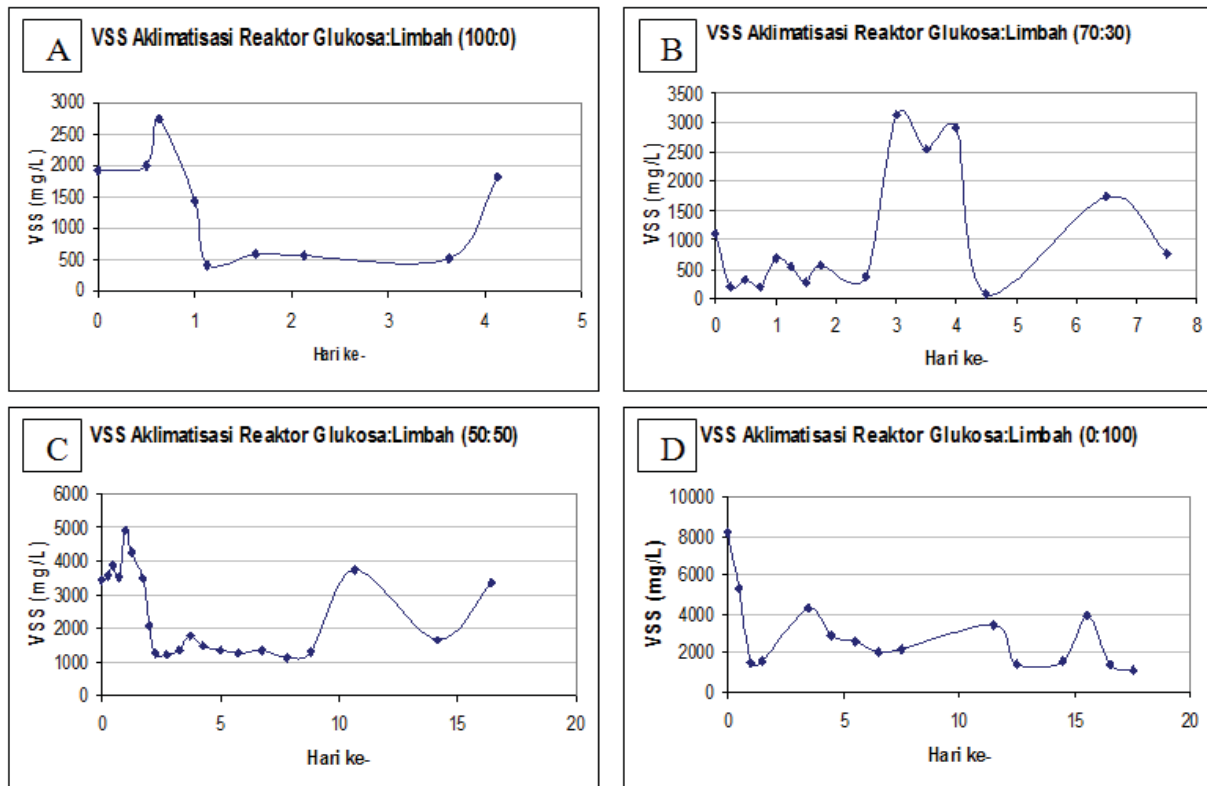 A
VSS Aklimatisasi Reaktor Glukosa:Limbah (100:0)
VSS (mg/L)
3000
2500
2000
1500
1000
500
0
0 1 2 3 4 5
Hari ke-
B
VSS Aklimatisasi Reaktor Glukosa:Limbah (70:30)
VSS (mg/L)
3500
3000
2500
2000
1500
1000
500
0
0 1 2 3 4 5 6 7 8
Hari ke-
C
VSS Aklimatisasi Reaktor Glukosa:Limbah (50:50)
VSS (mg/L)
6000
5000
4000
3000
2000
1000
0
0 5 10 15 20
Hari ke-
D
VSS Aklimatisasi Reaktor Glukosa:Limbah (0:100)
VSS (mg/L)
10000
8000
6000
4000
2000
0
0 5 10 15 20
Hari ke-